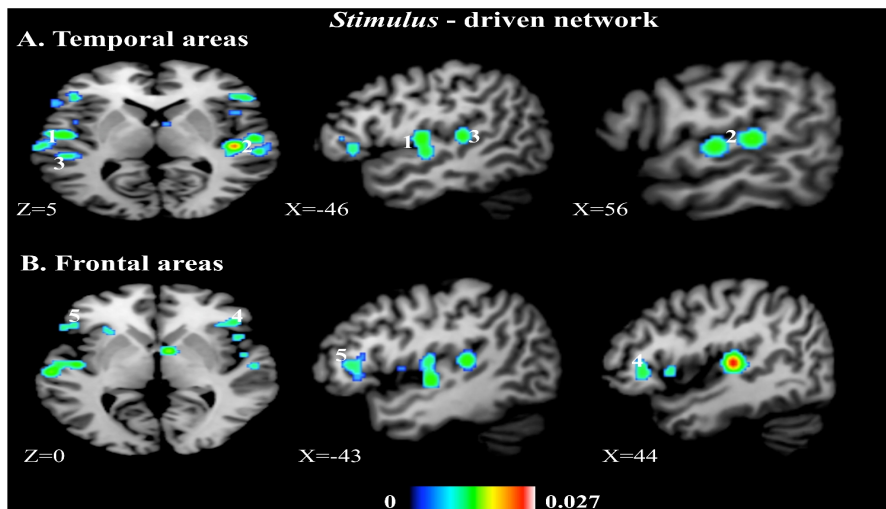 Stimulus - driven network
A. Temporal areas
1
2
3
1
3
2
Z=5
X=-46
X=56
B. Frontal areas
5
4
5
4
Z=0
X=-43
X=44
0
0.027